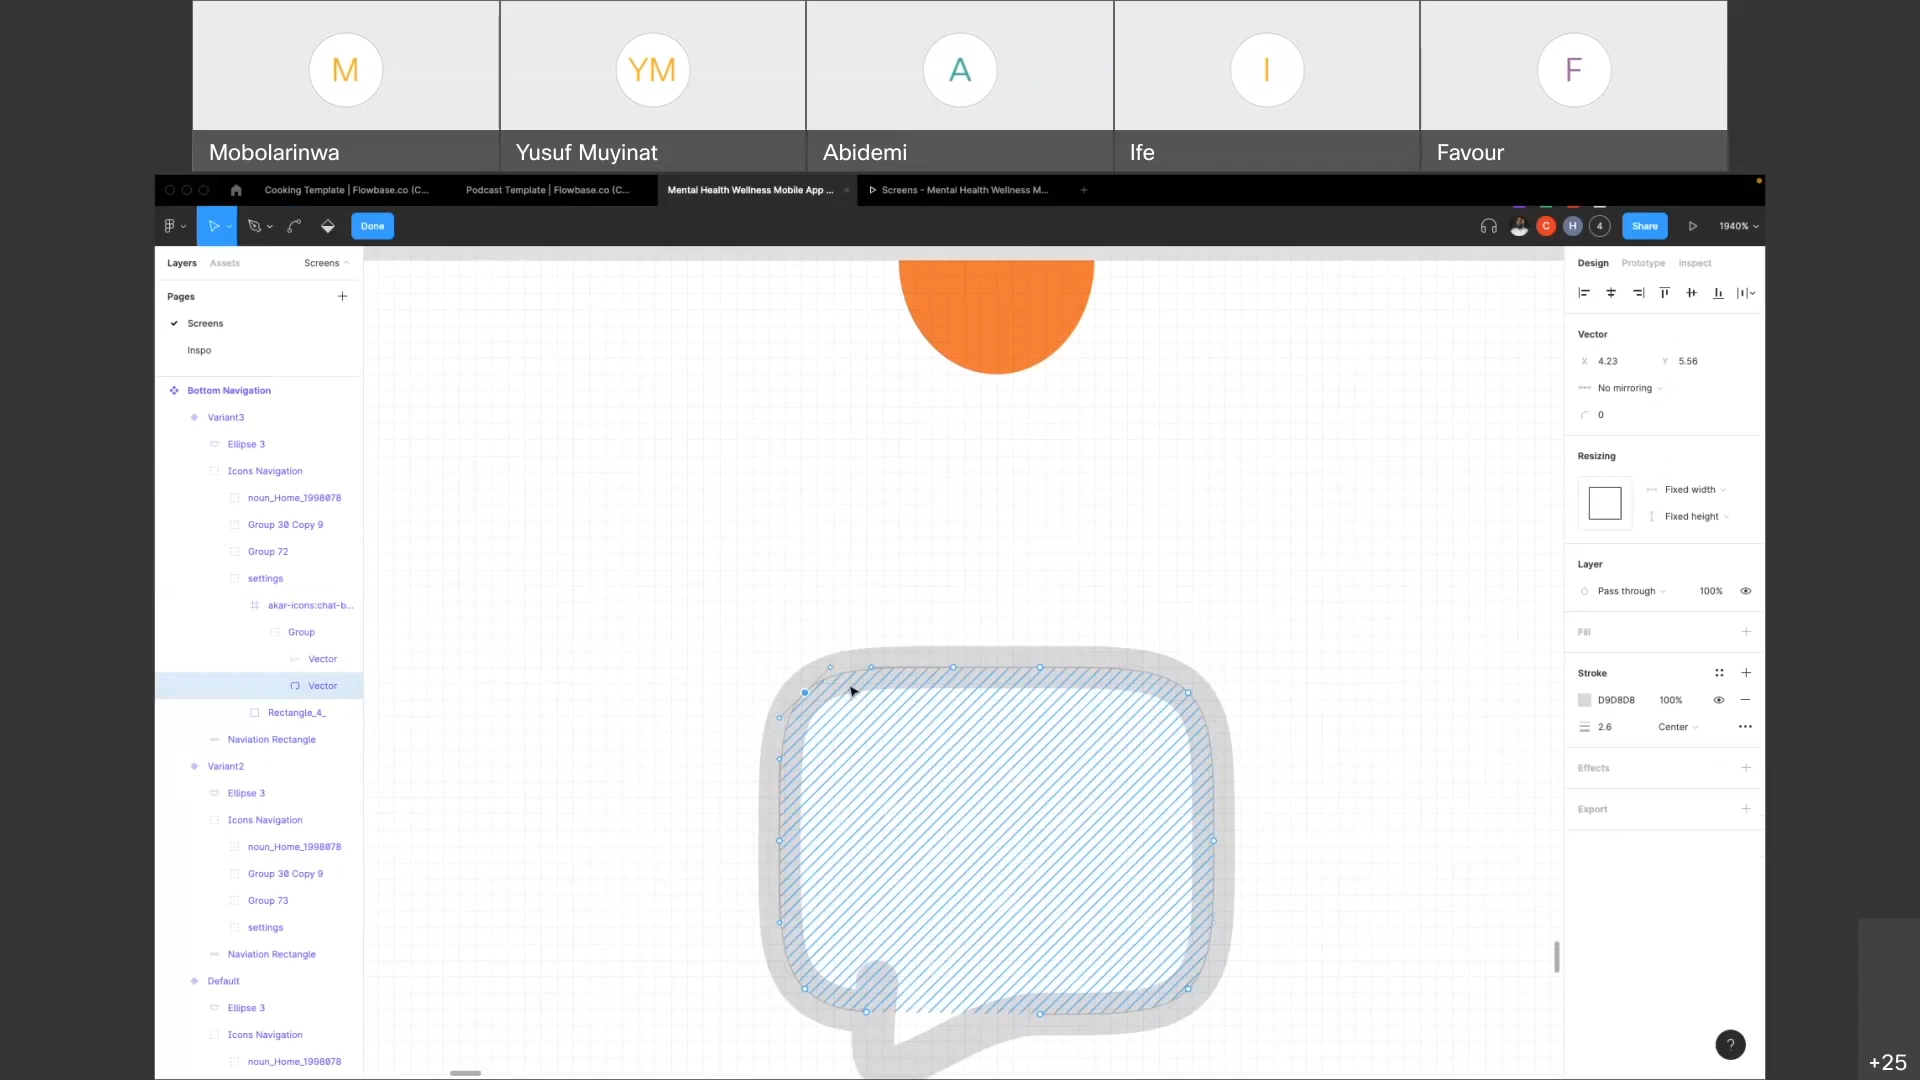 M
YM
A
I
F
Mobolarinwa
Yusuf Muyinat
Abidemi
Ife
Favour
Cooking Template | Flowbase.co (C...
Podcast Template | Flowbase.co (C...
Mental Health Wellness Mobile App ...
Screens - Mental Health Wellness M...
Done
C
H
4
Share
1940%
Layers
Assets
Screens
Design
Prototype
Inspect
Pages
Screens
Inspo
Bottom Navigation
Variant3
Ellipse 3
Icons Navigation
noun_Home_1998078
Group 30 Copy 9
Group 72
settings
akar-icons:chat-b...
Group
Vector
Vector
Rectangle_4_
Naviation Rectangle
Variant2
Ellipse 3
Icons Navigation
noun_Home_1998078
Group 30 Copy 9
Group 73
settings
Naviation Rectangle
Default
Ellipse 3
Icons Navigation
noun_Home_1998078
Vector
X 4.23 Y 5.56
No mirroring
0
Resizing
Fixed width
Fixed height
Layer
Pass through 100%
Fill
Stroke
D9D8D8 100%
2.6 Center
Effects
Export
?
+25